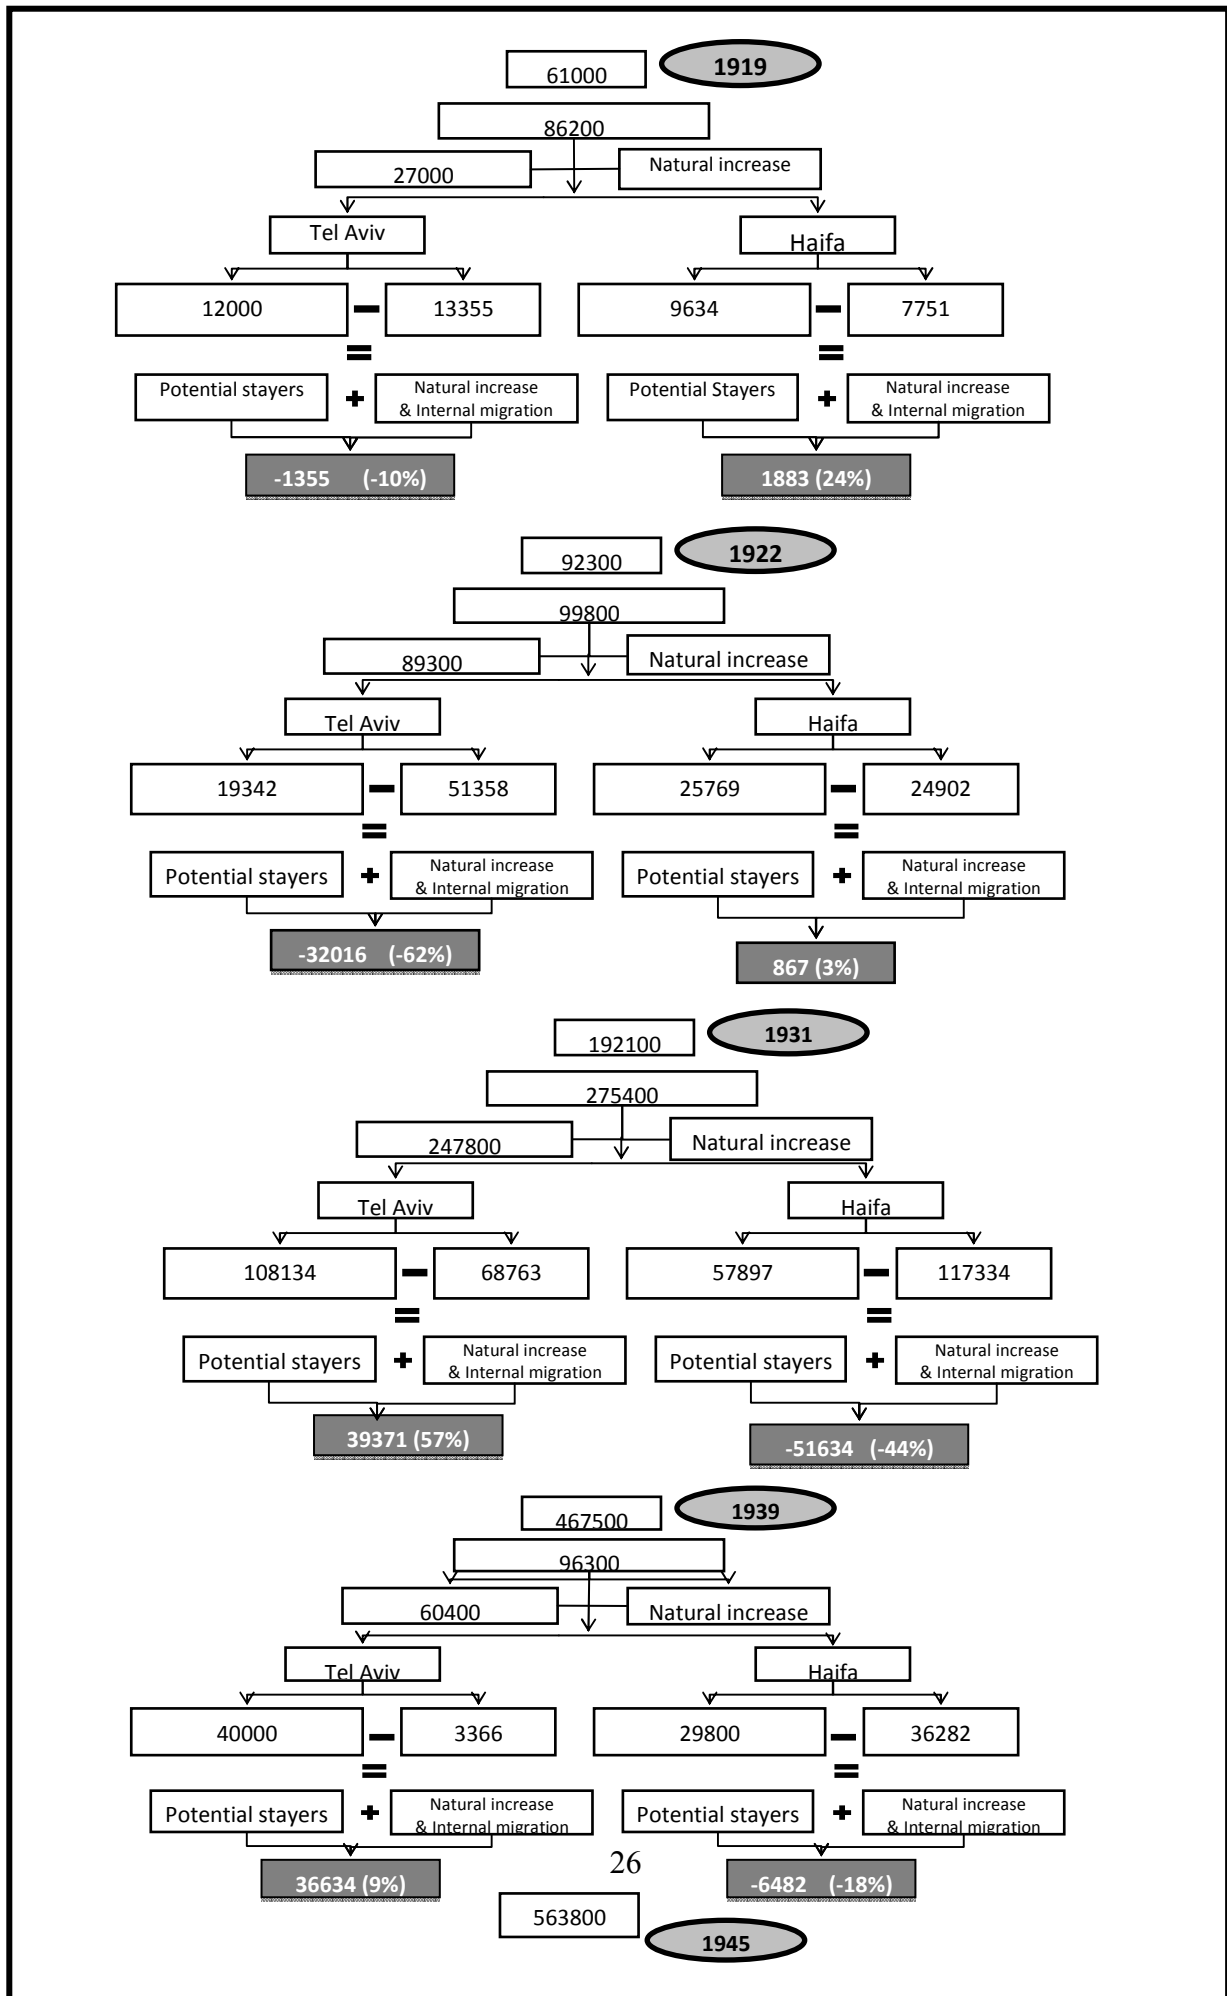 61000
1919
86200
27000
Natural increase
Tel Aviv
Haifa
12000
13355
9634
7751
Potential stayers
Natural increase
& Internal migration
Potential Stayers
Natural increase
& Internal migration
-1355 (-10%)
1883 (24%)
92300
1922
99800
89300
Natural increase
Tel Aviv
Haifa
19342
51358
25769
24902
Potential stayers
Natural increase
& Internal migration
Potential stayers
Natural increase
& Internal migration
-32016 (-62%)
867 (3%)
192100
1931
275400
247800
Natural increase
Tel Aviv
Haifa
108134
68763
57897
117334
Potential stayers
Natural increase
& Internal migration
Potential stayers
Natural increase
& Internal migration
39371 (57%)
-51634 (-44%)
467500
1939
96300
60400
Natural increase
Tel Aviv
Haifa
40000
3366
29800
36282
Potential stayers
Natural increase
& Internal migration
Potential stayers
Natural increase
& Internal migration
36634 (9%)
26
-6482 (-18%)
563800
1945